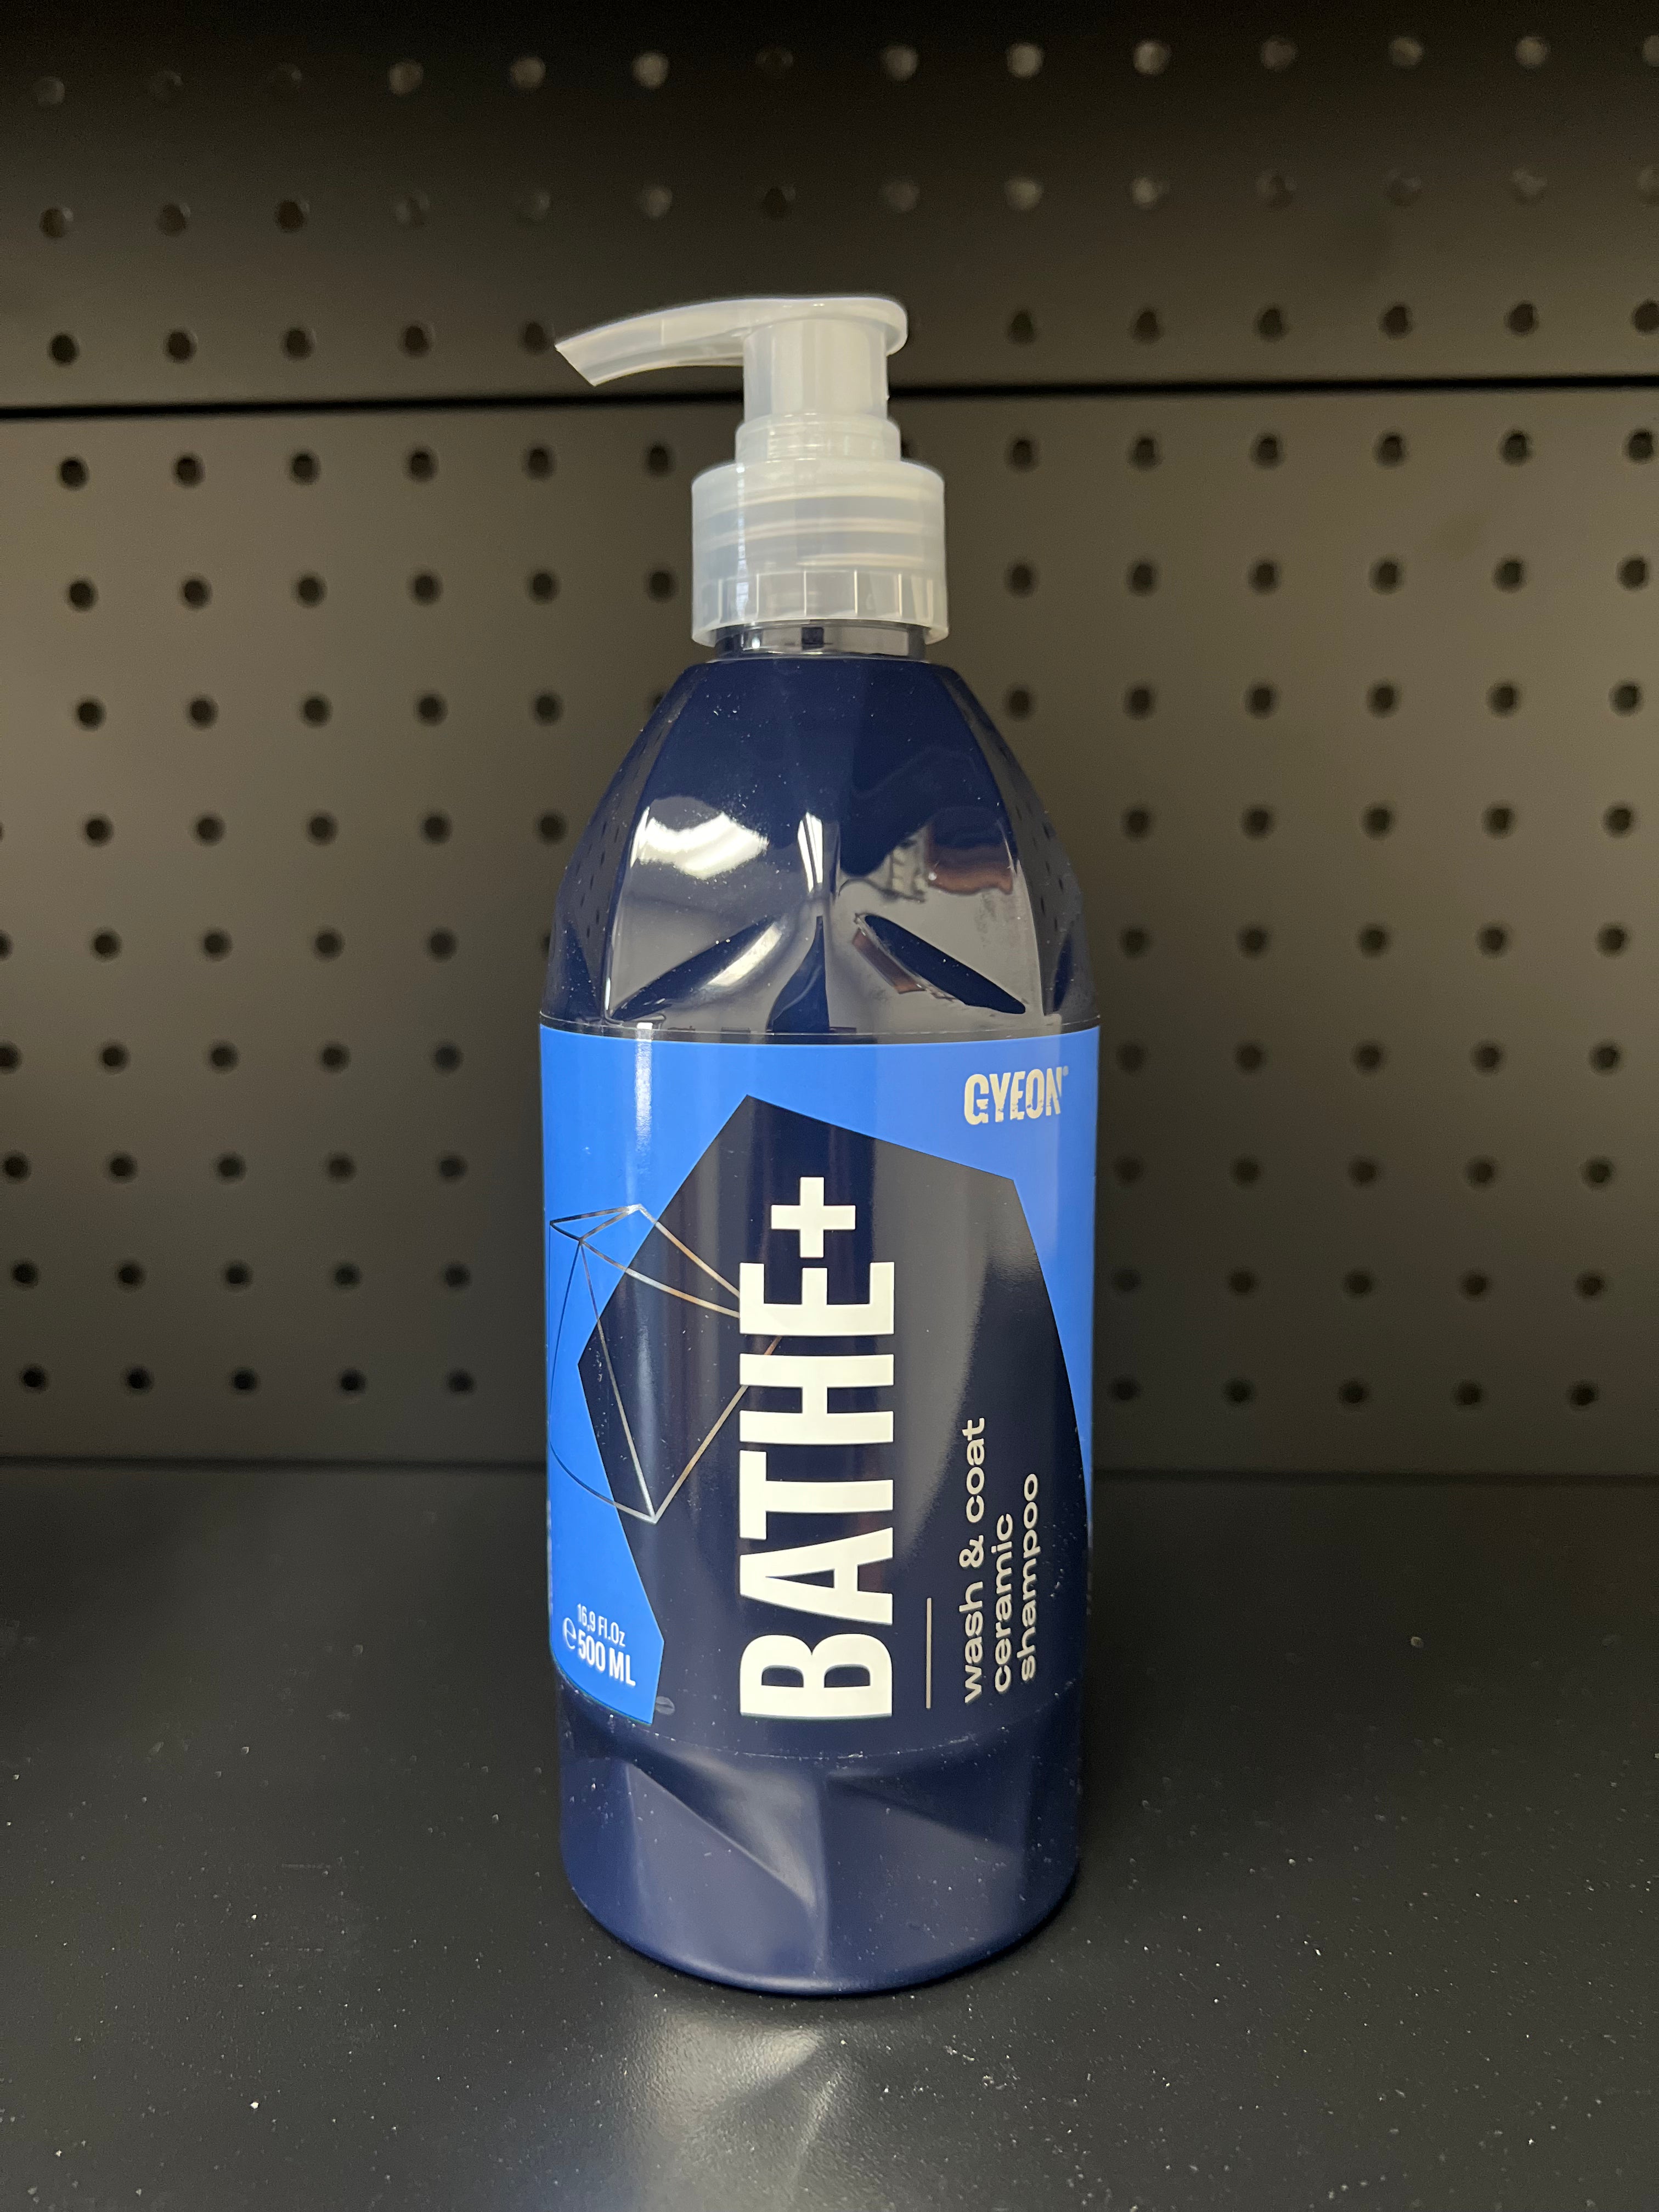 GYEON
BATHE+
wash & coat
ceramic
shampoo
16,9 Fl.Oz
℮ 500 ML